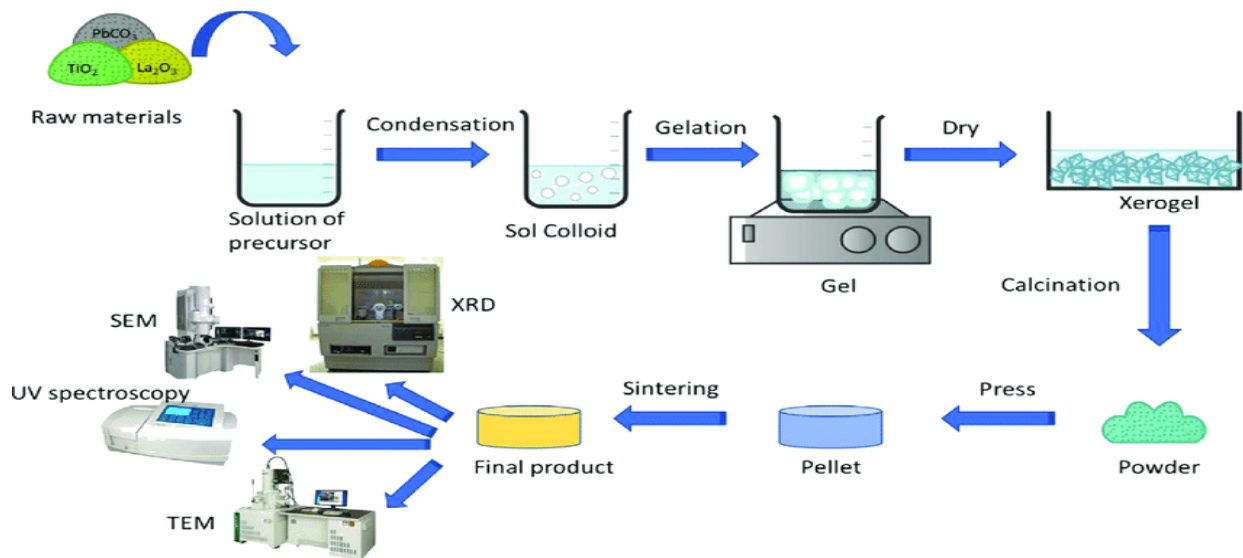 PbCO₃
TiO₂
La₂O₃
Raw materials
Condensation
Gelation
Dry
Solution of
precursor
Sol Colloid
Gel
Xerogel
Calcination
SEM
XRD
UV spectroscopy
Sintering
Press
Final product
Pellet
Powder
TEM